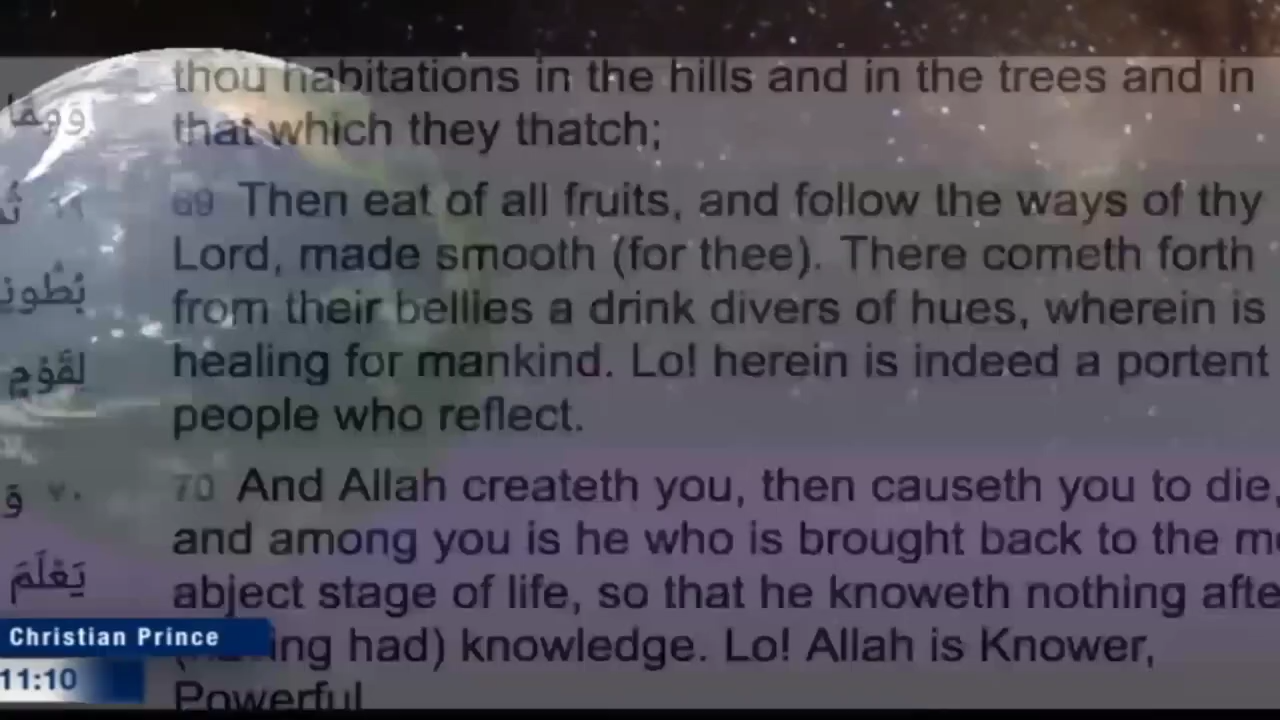 thou habitations in the hills and in the trees and in
that which they thatch;
69 Then eat of all fruits, and follow the ways of thy
Lord, made smooth (for thee). There cometh forth
from their bellies a drink divers of hues, wherein is
healing for mankind. Lo! herein is indeed a portent
people who reflect.
70 And Allah createth you, then causeth you to die,
and among you is he who is brought back to the
abject stage of life, so that he knoweth nothing
had) knowledge. Lo! Allah is Knower,
Powerful
٦٩
لِّقَوْمٍ
٧٠ وَ
يَعْلَمَ
Christian Prince
11:10